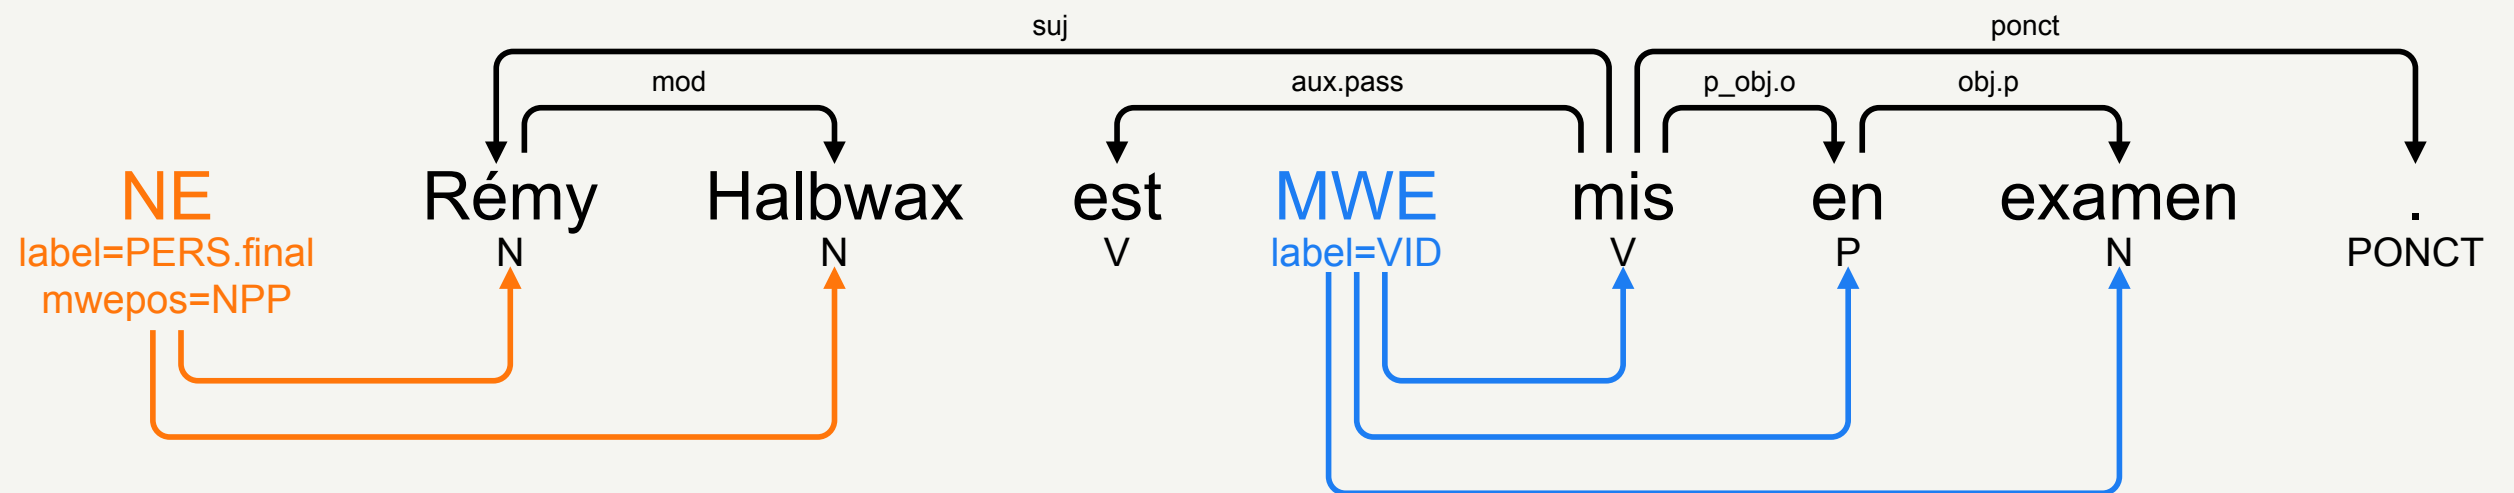 suj ponct
mod aux.pass p_obj.o obj.p
NE Rémy Halbwax est MWE mis en examen .
label=PERS.final N N V label=VID V P N PONCT
mwepos=NPP